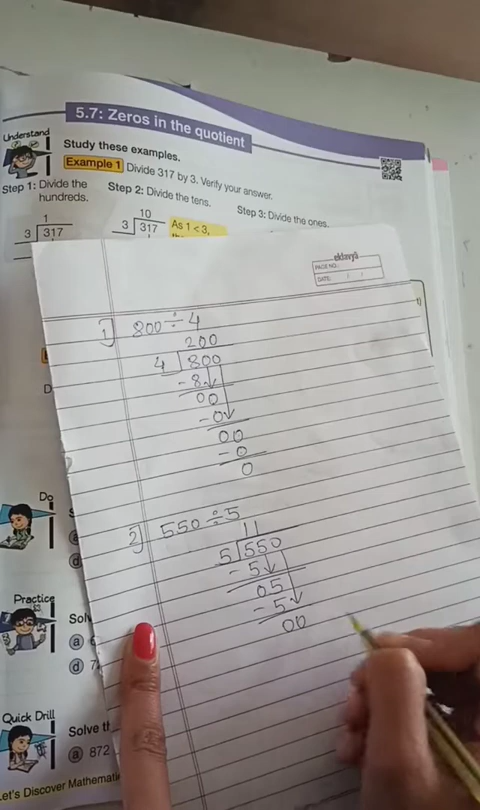 5.7: Zeros in the quotient
Understand
Study these examples.
Example 1 Divide 317 by 3. Verify your answer.
Step 1: Divide the hundreds.
Step 2: Divide the tens.
Step 3: Divide the ones.
1
3 317
10
3 317
As 1 < 3,
eklavya
PAGE NO.:
DATE: / /
1] 800 ÷ 4
200
4 800
- 8
00
- 0
00
- 0
0
2] 550 ÷ 5
11
5 550
- 5
05
- 5
00
Do
Practice
a
d 7
Quick Drill
Solve
a 872
Let's Discover